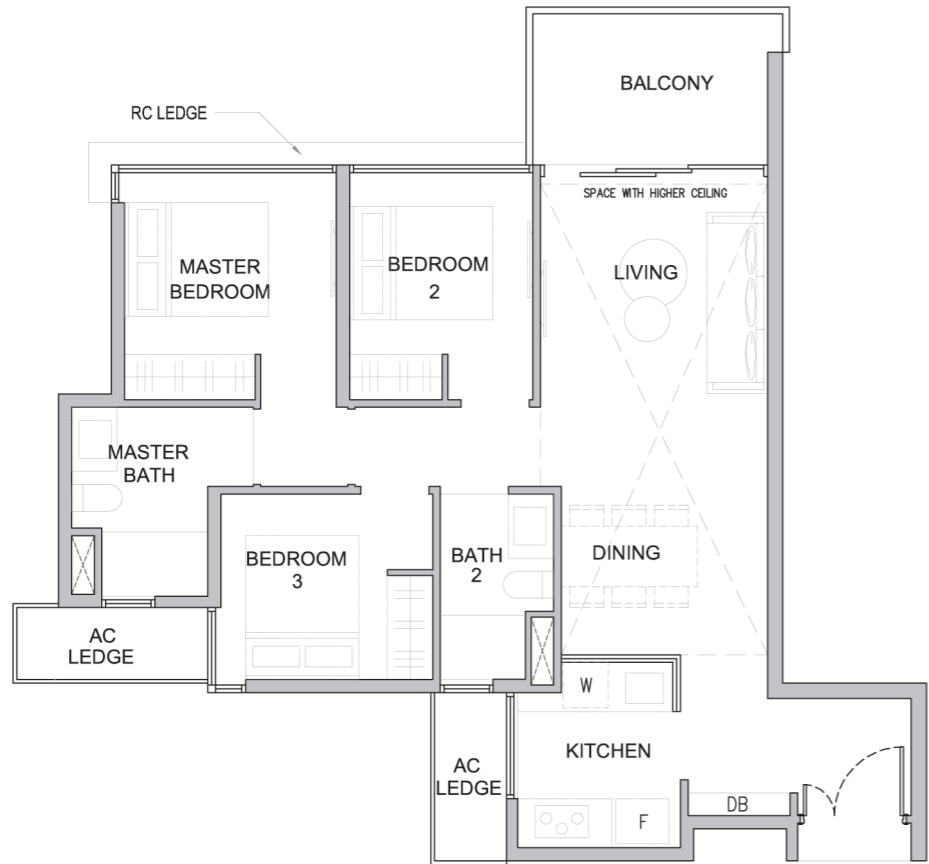 BALCONY
RC LEDGE
SPACE WITH HIGHER CEILING
MASTER
BEDROOM
BEDROOM
2
LIVING
MASTER
BATH
BEDROOM
3
BATH
2
DINING
AC
LEDGE
W
KITCHEN
AC
LEDGE
F
DB